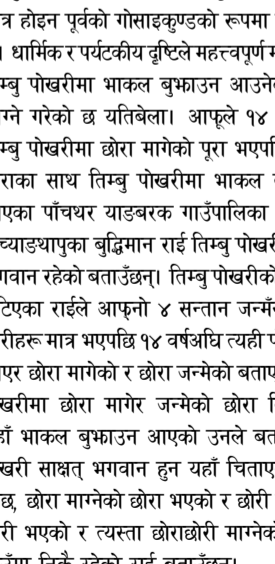 त्र होइन पूर्वको गोसाइकुण्डको रूपमा
। धार्मिक र पर्यटकीय दृष्टिले महत्त्वपूर्ण
म्बु पोखरीमा भाकल बुझाउन आउने
ग्ने गरेको छ यतिबेला। आफूले १४
म्बु पोखरीमा छोरा मागेको पूरा भएपछि
राका साथ तिम्बु पोखरीमा भाकल
एका पाँचथर याङबरक गाउँपालिका
च्याङथापुका बुद्धिमान राई तिम्बु पोखरी
गवान रहेको बताउँछन्। तिम्बु पोखरीको
टिएका राईले आफ्नो ४ सन्तान जन्मँ
रीहरू मात्र भएपछि १४ वर्षअघि त्यही
एर छोरा मागेको र छोरा जन्मेको बताए
खरीमा छोरा मागेर जन्मेको छोरा
हाँ भाकल बुझाउन आएको उनले
खरी साक्षत् भगवान हुन यहाँ चिताए
छ, छोरा माग्नेको छोरा भएको र छोरी
री भएको र त्यस्ता छोराछोरी माग्नेको
निकै रहेको राई बताउँछन्।